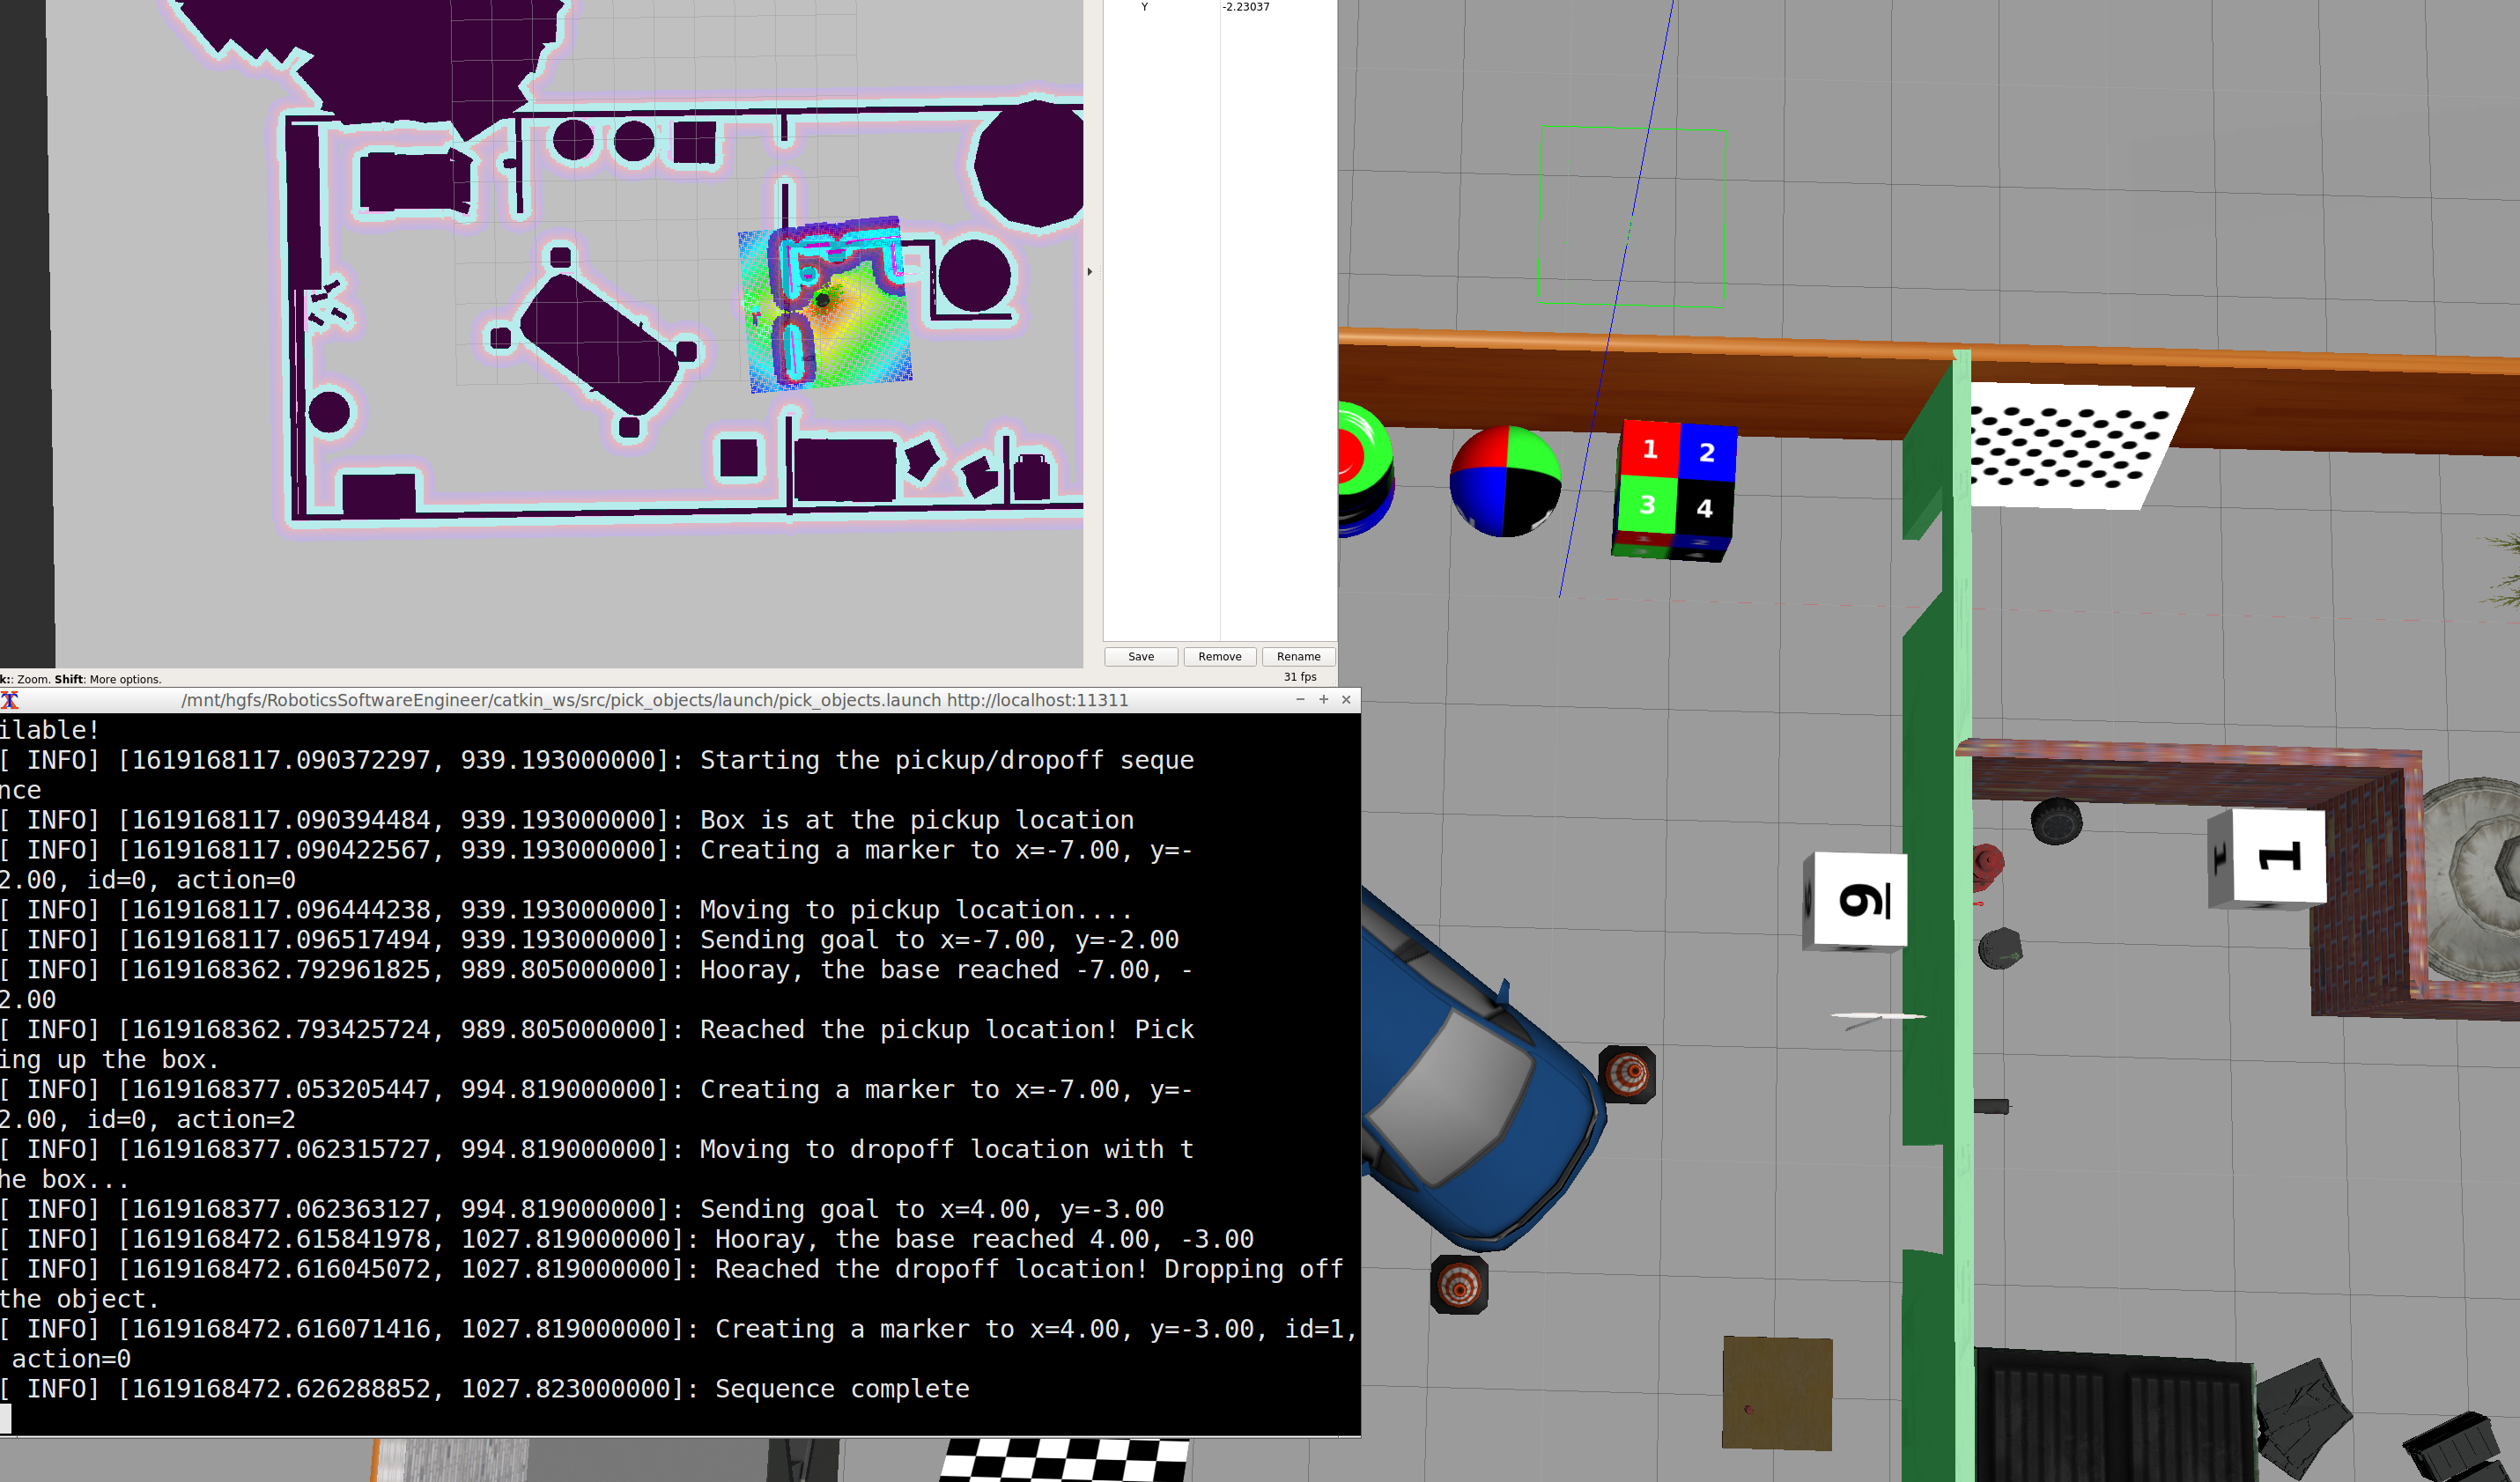 Y -2.23037
Save Remove Rename
k:: Zoom. Shift: More options.
31 fps
/mnt/hgfs/RoboticsSoftwareEngineer/catkin_ws/src/pick_objects/launch/pick_objects.launch http://localhost:11311
ilable!
[ INFO] [1619168117.090372297, 939.193000000]: Starting the pickup/dropoff seque
nce
[ INFO] [1619168117.090394484, 939.193000000]: Box is at the pickup location
[ INFO] [1619168117.090422567, 939.193000000]: Creating a marker to x=-7.00, y=-
2.00, id=0, action=0
[ INFO] [1619168117.096444238, 939.193000000]: Moving to pickup location....
[ INFO] [1619168117.096517494, 939.193000000]: Sending goal to x=-7.00, y=-2.00
[ INFO] [1619168362.792961825, 989.805000000]: Hooray, the base reached -7.00, -
2.00
[ INFO] [1619168362.793425724, 989.805000000]: Reached the pickup location! Pick
ing up the box.
[ INFO] [1619168377.053205447, 994.819000000]: Creating a marker to x=-7.00, y=-
2.00, id=0, action=2
[ INFO] [1619168377.062315727, 994.819000000]: Moving to dropoff location with t
he box...
[ INFO] [1619168377.062363127, 994.819000000]: Sending goal to x=4.00, y=-3.00
[ INFO] [1619168472.615841978, 1027.819000000]: Hooray, the base reached 4.00, -3.00
[ INFO] [1619168472.616045072, 1027.819000000]: Reached the dropoff location! Dropping off
the object.
[ INFO] [1619168472.616071416, 1027.819000000]: Creating a marker to x=4.00, y=-3.00, id=1,
action=0
[ INFO] [1619168472.626288852, 1027.823000000]: Sequence complete
1 2
3 4
1 2
9
1
1